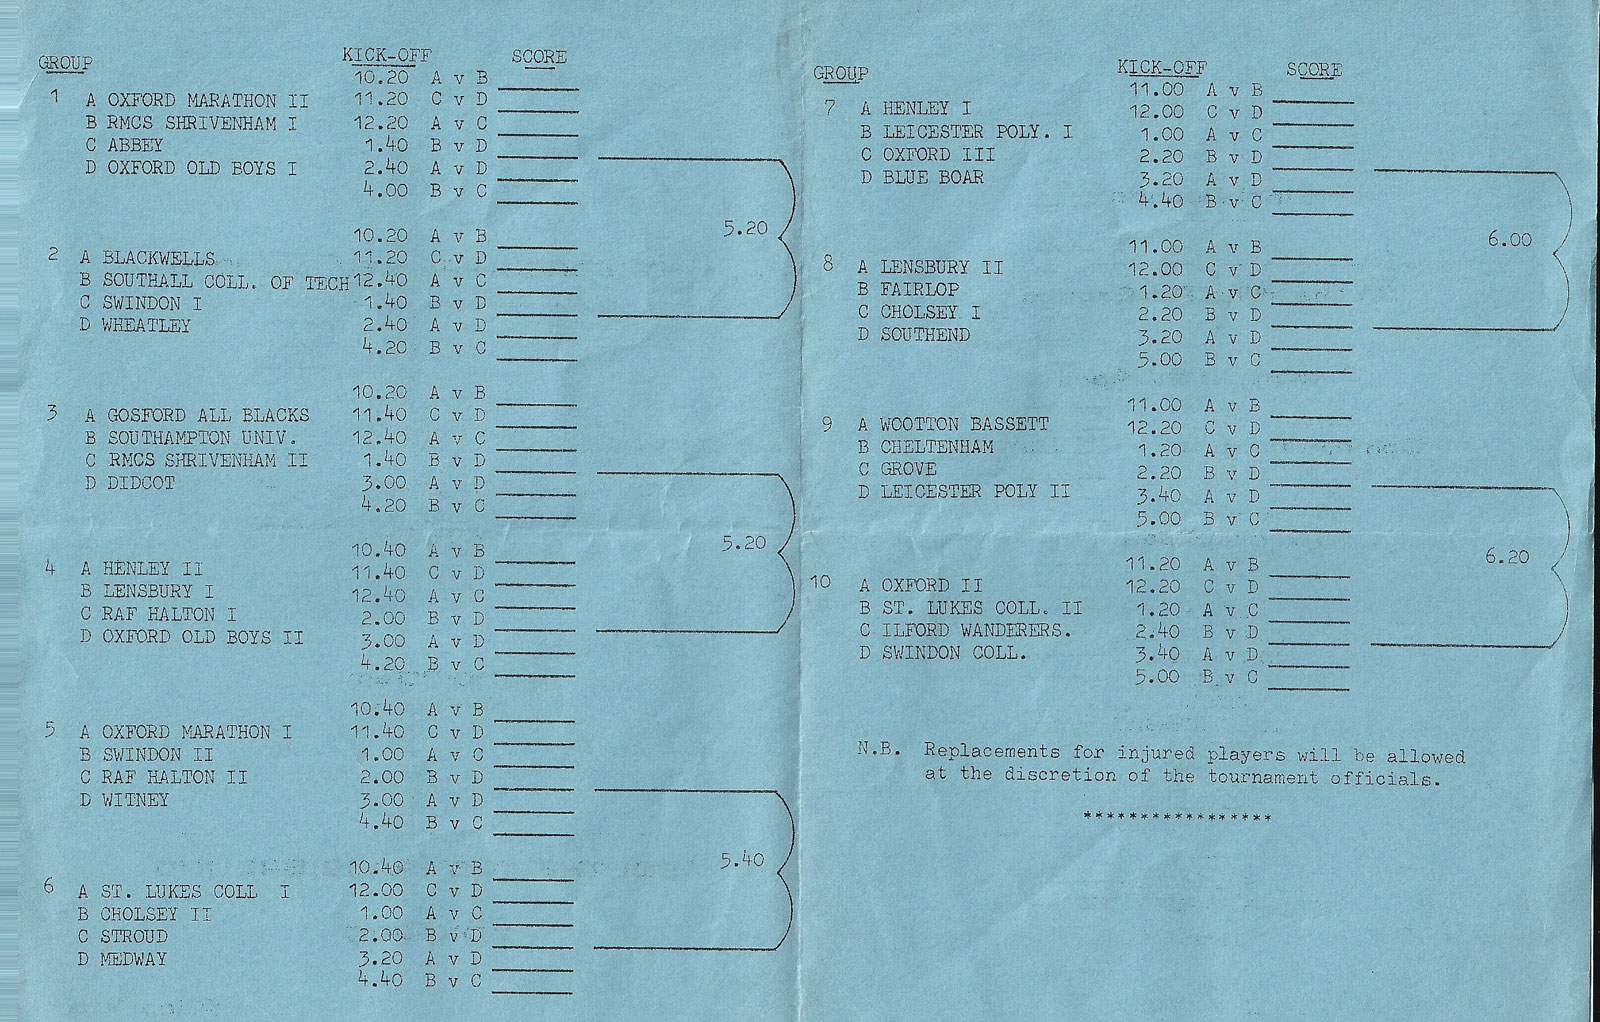 GROUP KICK-OFF SCORE
10.20 A v B
1 A OXFORD MARATHON II 11.20 C v D
B RMCS SHRIVENHAM I 12.20 A v C
C ABBEY 1.40 B v D
D OXFORD OLD BOYS I 2.40 A v D
4.00 B v C
5.20
10.20 A v B
2 A BLACKWELLS 11.20 C v D
B SOUTHALL COLL. OF TECH 12.40 A v C
C SWINDON I 1.40 B v D
D WHEATLEY 2.40 A v D
4.20 B v C
10.20 A v B
3 A GOSFORD ALL BLACKS 11.40 C v D
B SOUTHAMPTON UNIV. 12.40 A v C
C RMCS SHRIVENHAM II 1.40 B v D
D DIDCOT 3.00 A v D
4.20 B v C
5.20
10.40 A v B
4 A HENLEY II 11.40 C v D
B LENSBURY I 12.40 A v C
C RAF HALTON I 2.00 B v D
D OXFORD OLD BOYS II 3.00 A v D
4.20 B v C
10.40 A v B
5 A OXFORD MARATHON I 11.40 C v D
B SWINDON II 1.00 A v C
C RAF HALTON II 2.00 B v D
D WITNEY 3.00 A v D
4.40 B v C
5.40
10.40 A v B
6 A ST. LUKES COLL I 12.00 C v D
B CHOLSEY II 1.00 A v C
C STROUD 2.00 B v D
D MEDWAY 3.20 A v D
4.40 B v C
GROUP KICK-OFF SCORE
11.00 A v B
7 A HENLEY I 12.00 C v D
B LEICESTER POLY. I 1.00 A v C
C OXFORD III 2.20 B v D
D BLUE BOAR 3.20 A v D
4.40 B v C
6.00
11.00 A v B
8 A LENSBURY II 12.00 C v D
B FAIRLOP 1.20 A v C
C CHOLSEY I 2.20 B v D
D SOUTHEND 3.20 A v D
5.00 B v C
11.00 A v B
9 A WOOTTON BASSETT 12.20 C v D
B CHELTENHAM 1.20 A v C
C GROVE 2.20 B v D
D LEICESTER POLY II 3.40 A v D
5.00 B v C
6.20
11.20 A v B
10 A OXFORD II 12.20 C v D
B ST. LUKES COLL. II 1.20 A v C
C ILFORD WANDERERS. 2.40 B v D
D SWINDON COLL. 3.40 A v D
5.00 B v C
N.B. Replacements for injured players will be allowed
at the discretion of the tournament officials.
*****************